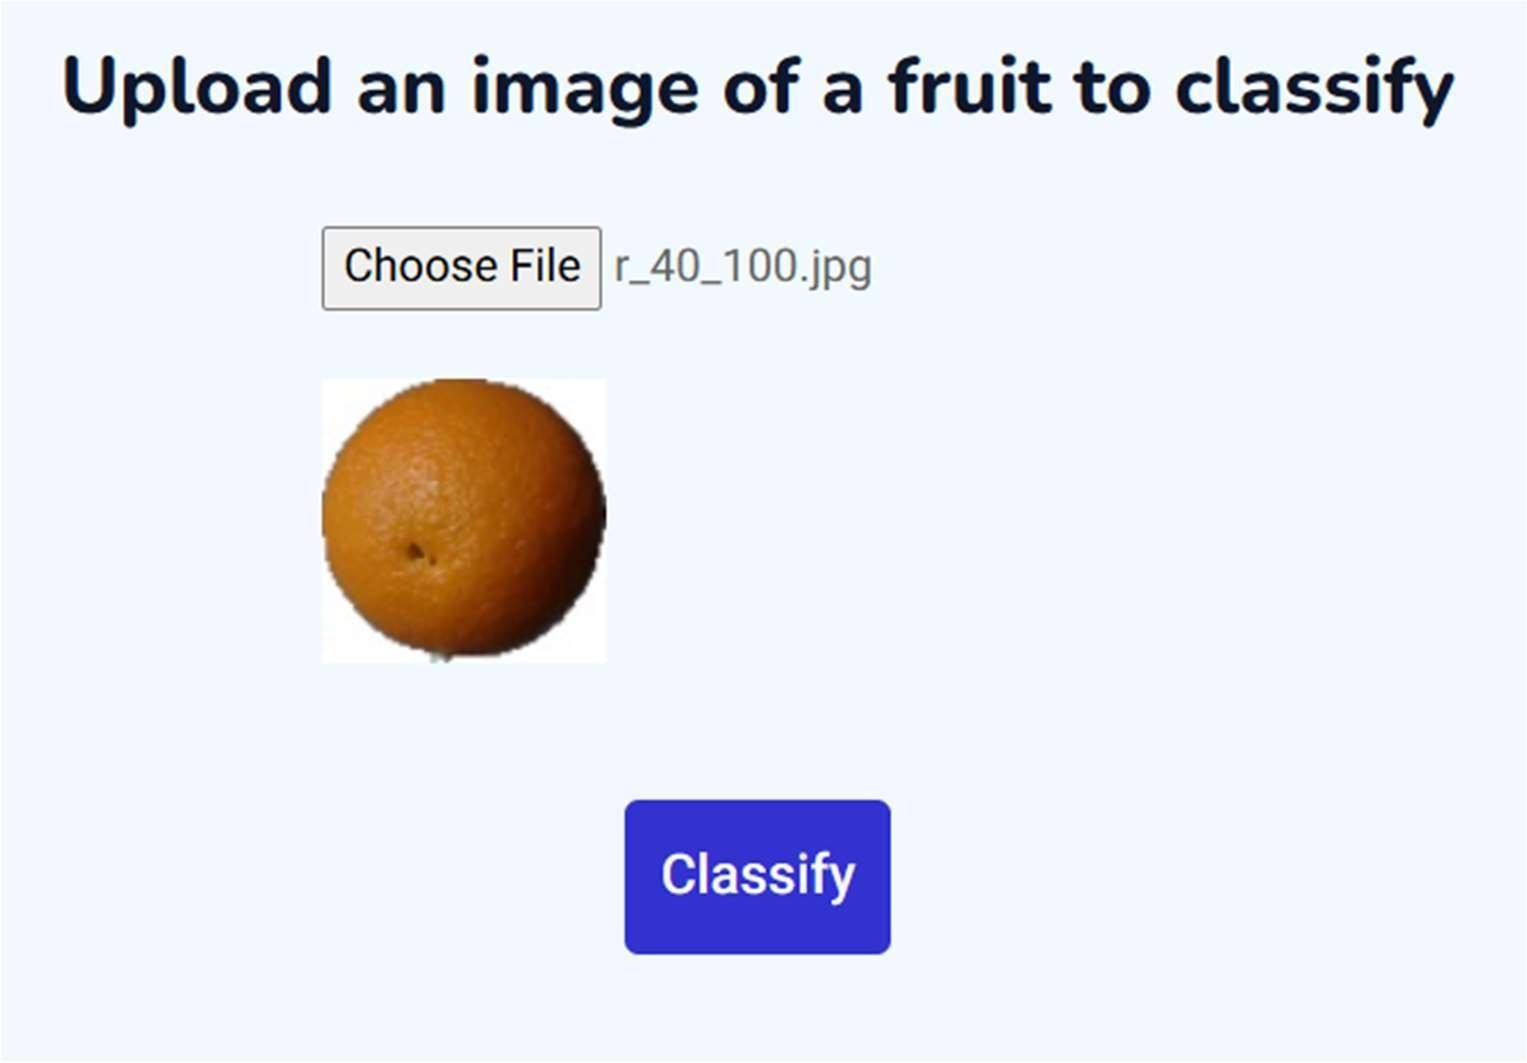 Upload an image of a fruit to classify
Choose File r_40_100.jpg
Classify